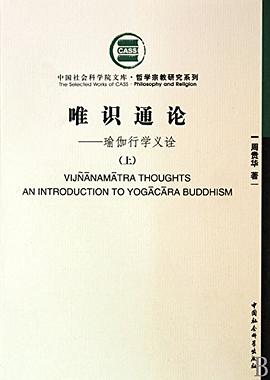 CASS
中国社会科学院文库·哲学宗教研究系列
The Selected Works of CASS · Philosophy and Religion
唯识通论
——瑜伽行学义诠
(上)
VIJÑĀNAMĀTRA THOUGHTS
AN INTRODUCTION TO YOGĀCĀRA BUDDHISM
周贵华 著
中国社会科学出版社
B